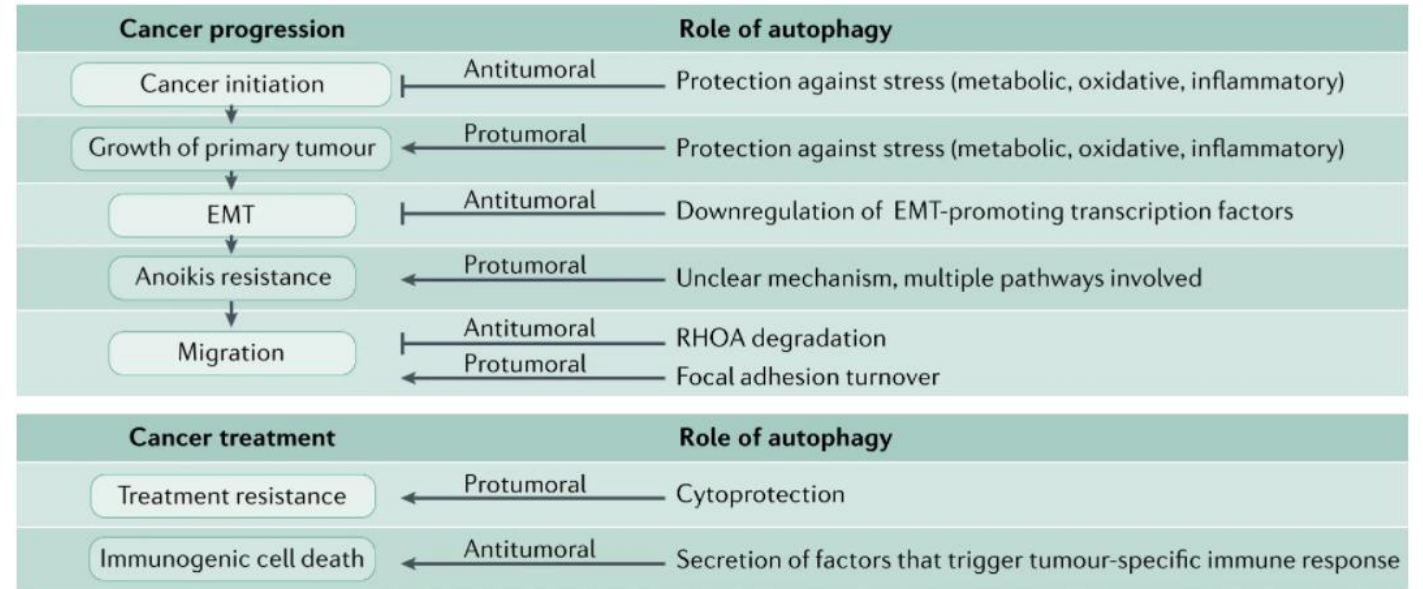 Cancer progression Role of autophagy
Cancer initiation Antitumoral Protection against stress (metabolic, oxidative, inflammatory)
Growth of primary tumour Protumoral Protection against stress (metabolic, oxidative, inflammatory)
EMT Antitumoral Downregulation of EMT-promoting transcription factors
Anoikis resistance Protumoral Unclear mechanism, multiple pathways involved
Migration Antitumoral RHOA degradation
Protumoral Focal adhesion turnover
Cancer treatment Role of autophagy
Treatment resistance Protumoral Cytoprotection
Immunogenic cell death Antitumoral Secretion of factors that trigger tumour-specific immune response